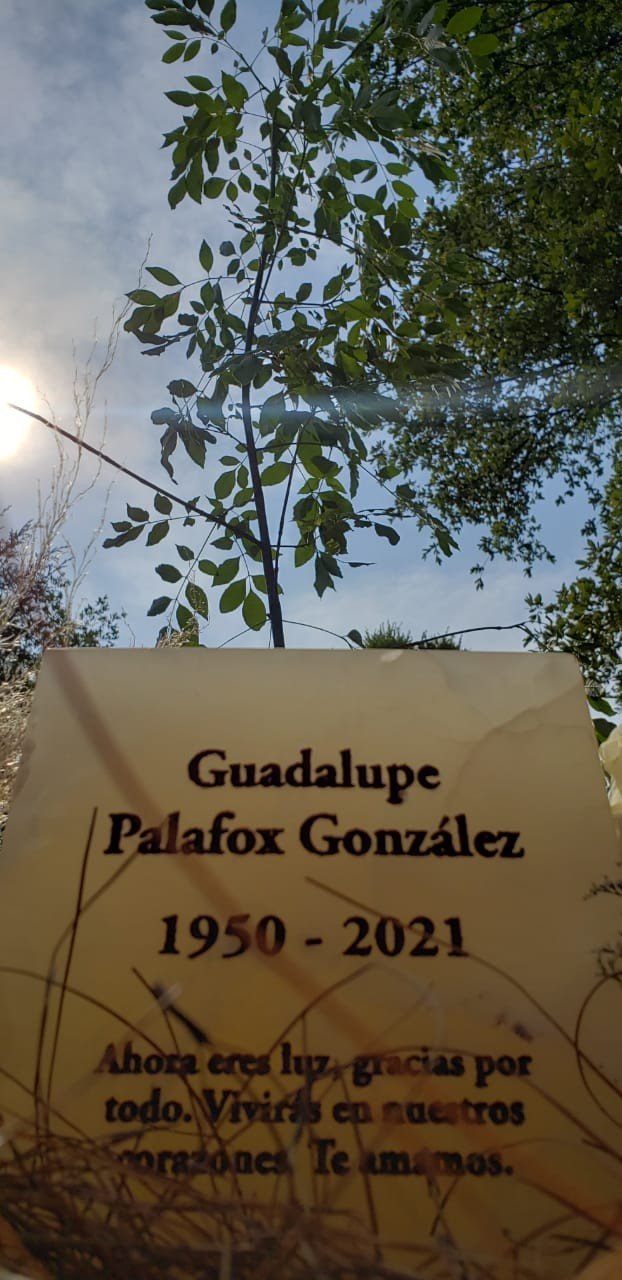 Guadalupe
Palafox González
1950 - 2021
Ahora eres luz, gracias por
todo. Vivirás en nuestros
corazones. Te amamos.